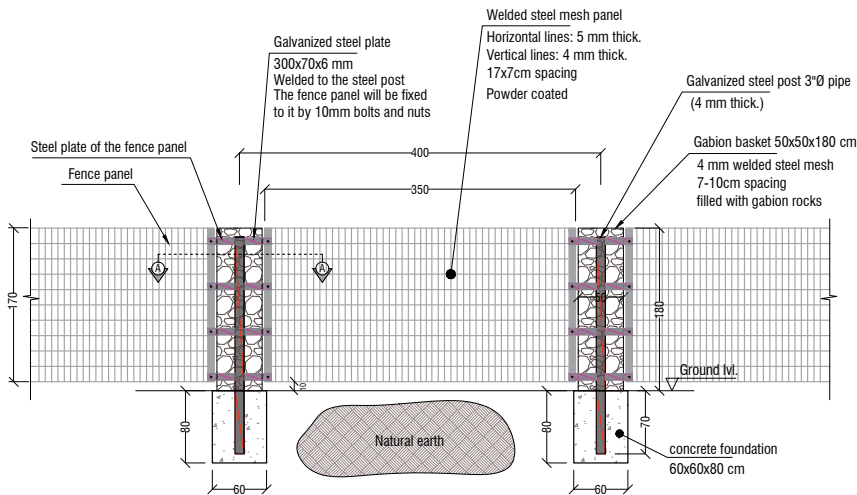 Welded steel mesh panel
Horizontal lines: 5 mm thick.
Vertical lines: 4 mm thick.
17x7cm spacing
Powder coated
Galvanized steel plate
300x70x6 mm
Welded to the steel post
The fence panel will be fixed
to it by 10mm bolts and nuts
Galvanized steel post 3"Ø pipe
(4 mm thick.)
Steel plate of the fence panel
Fence panel
Gabion basket 50x50x180 cm
4 mm welded steel mesh
7-10cm spacing
filled with gabion rocks
400
350
A
A
170
50
180
10
Ground lvl.
80
80
70
Natural earth
concrete foundation
60x60x80 cm
60
60